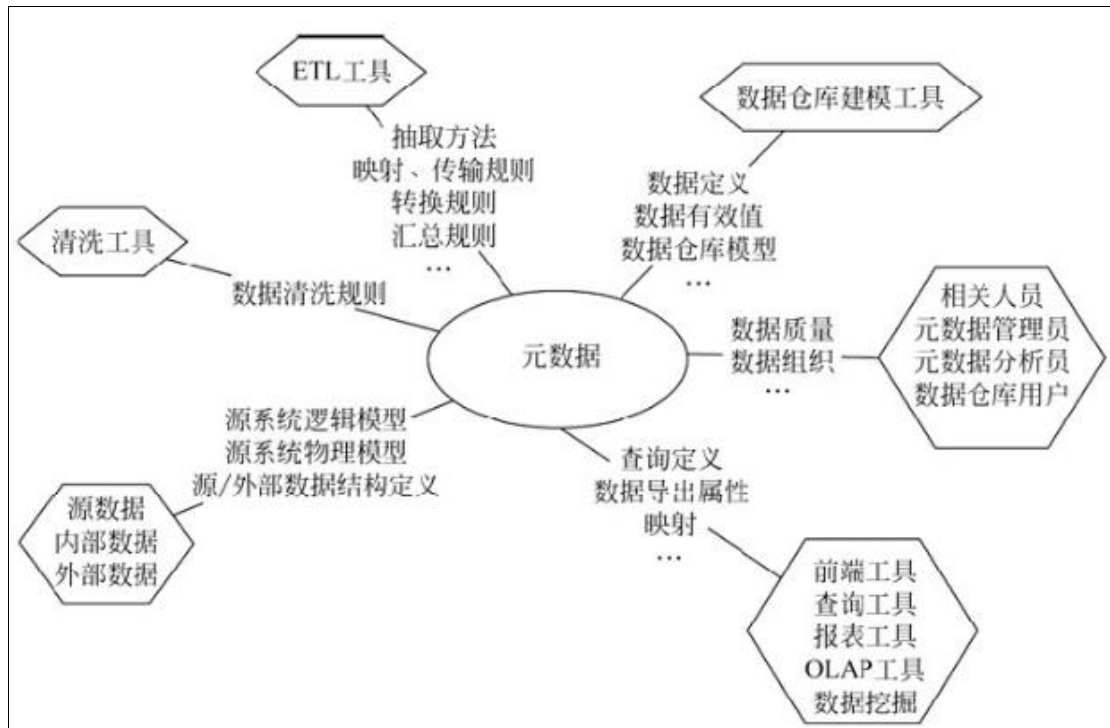 ETL工具
抽取方法
映射、传输规则
转换规则
汇总规则
…
数据仓库建模工具
数据定义
数据有效值
数据仓库模型
…
清洗工具
数据清洗规则
元数据
数据质量
数据组织
…
相关人员
元数据管理员
元数据分析员
数据仓库用户
源系统逻辑模型
源系统物理模型
源/外部数据结构定义
源数据
内部数据
外部数据
查询定义
数据导出属性
映射
…
前端工具
查询工具
报表工具
OLAP工具
数据挖掘